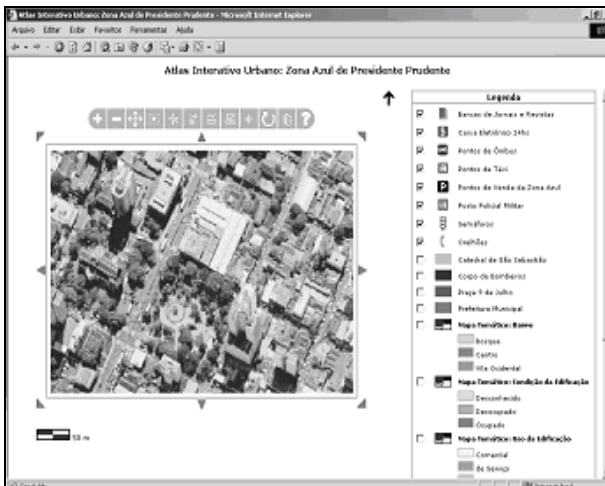 Atlas Interativo Urbano: Zona Azul de Presidente Prudente - Microsoft Internet Explorer
Arquivo Editar Exibir Favoritos Ferramentas Ajuda
Atlas Interativo Urbano: Zona Azul de Presidente Prudente
Legenda
Bancas de Jornais e Revistas
Caixa Eletrônico 24hs
Pontos de Ônibus
Pontos de Táxi
P Pontos de Venda da Zona Azul
Posto Policial Militar
Semáforos
Orelhões
Catedral de São Sebastião
Corpo de Bombeiros
Praça 9 de Julho
Prefeitura Municipal
Mapa Temático: Bairro
Bosque
Centro
Vila Ocidental
Mapa Temático: Condição da Edificação
Desconhecido
Desocupado
Ocupado
Mapa Temático: Uso da Edificação
Comercial
de Serviço
50 m